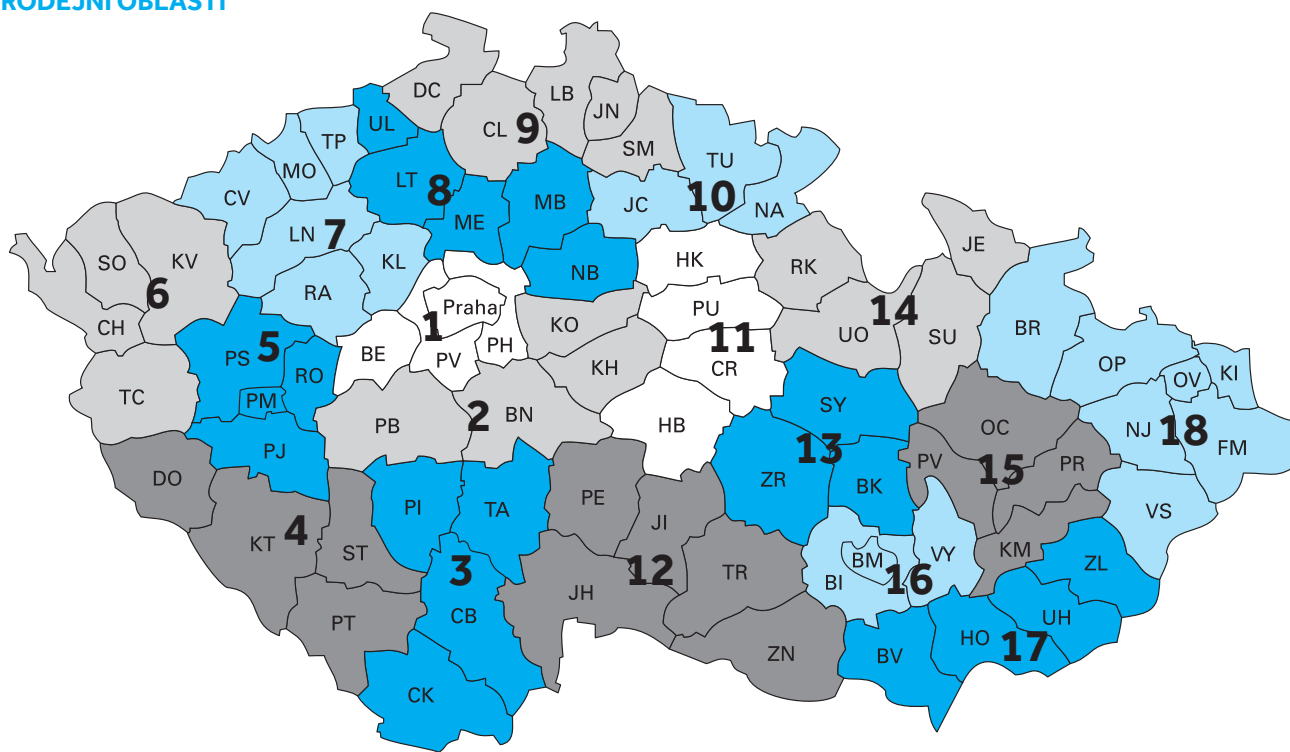 RODEJNÍ OBLASTI
DC
LB
JN
UL
CL
9
TP
SM
MO
TU
LT
8
CV
MB
JC
10
NA
ME
LN
7
JE
SO
KV
KL
HK
RK
6
RA
NB
Praha
PU
14
CH
1
KO
UO
SU
BR
5
PS
BE
PV
PH
11
OP
RO
KH
CR
OV
KI
TC
PM
SY
PB
2
BN
HB
OC
NJ
18
FM
PJ
13
PV
15
PR
DO
ZR
BK
PI
TA
PE
VS
JI
KT
4
ST
KM
3
BM
VY
ZL
12
TR
BI
16
JH
PT
CB
UH
HO
17
ZN
BV
CK